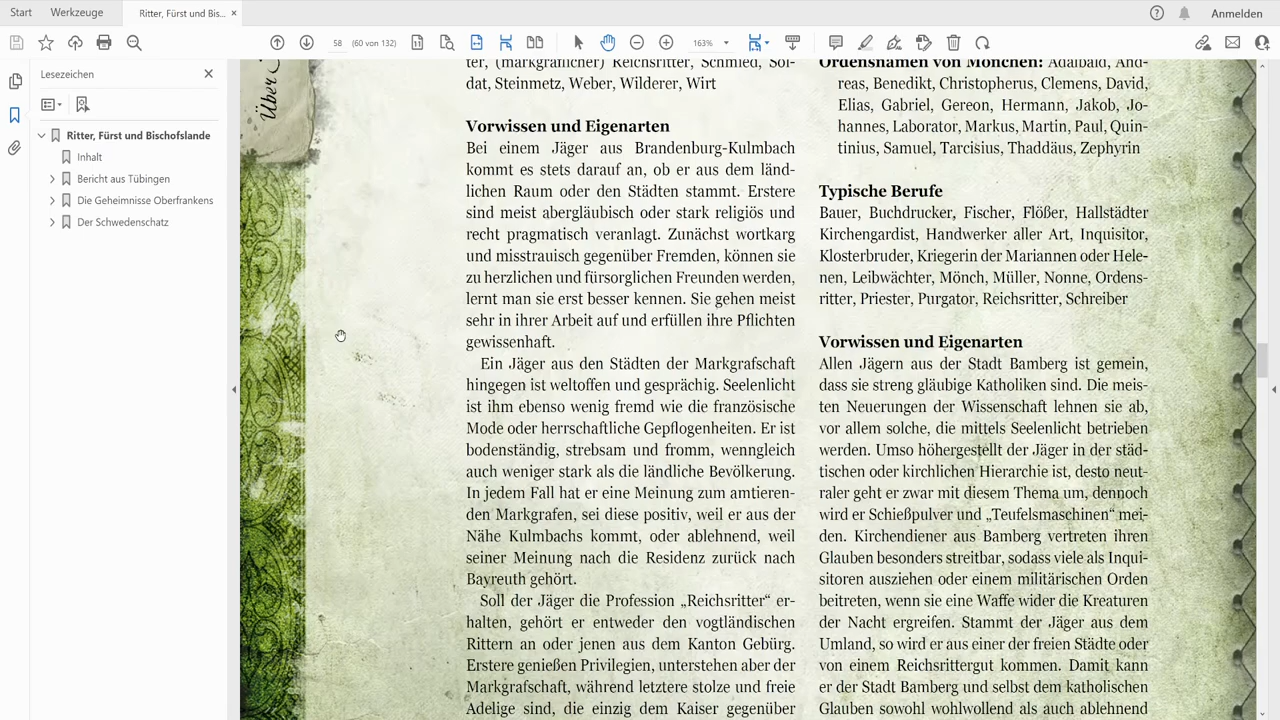 Start
Werkzeuge
Ritter, Fürst und Bis...
Anmelden
58
(60 von 132)
163%
Lesezeichen
Ritter, Fürst und Bischofslande
Inhalt
Bericht aus Tübingen
Die Geheimnisse Oberfrankens
Der Schwedenschatz
Über
ter, (markgräflicher) Reichsritter, Schmied, Sol-
dat, Steinmetz, Weber, Wilderer, Wirt
Vorwissen und Eigenarten
Bei einem Jäger aus Brandenburg-Kulmbach
kommt es stets darauf an, ob er aus dem länd-
lichen Raum oder den Städten stammt. Erstere
sind meist abergläubisch oder stark religiös und
recht pragmatisch veranlagt. Zunächst wortkarg
und misstrauisch gegenüber Fremden, können sie
zu herzlichen und fürsorglichen Freunden werden,
lernt man sie erst besser kennen. Sie gehen meist
sehr in ihrer Arbeit auf und erfüllen ihre Pflichten
gewissenhaft.
Ein Jäger aus den Städten der Markgrafschaft
hingegen ist weltoffen und gesprächig. Seelenlicht
ist ihm ebenso wenig fremd wie die französische
Mode oder herrschaftliche Gepflogenheiten. Er ist
bodenständig, strebsam und fromm, wenngleich
auch weniger stark als die ländliche Bevölkerung.
In jedem Fall hat er eine Meinung zum amtieren-
den Markgrafen, sei diese positiv, weil er aus der
Nähe Kulmbachs kommt, oder ablehnend, weil
seiner Meinung nach die Residenz zurück nach
Bayreuth gehört.
Soll der Jäger die Profession „Reichsritter“ er-
halten, gehört er entweder den vogtländischen
Rittern an oder jenen aus dem Kanton Gebürg.
Erstere genießen Privilegien, unterstehen aber der
Markgrafschaft, während letztere stolze und freie
Adelige sind, die einzig dem Kaiser gegenüber
Ordensnamen von Mönchen: Adalbald, And-
reas, Benedikt, Christopherus, Clemens, David,
Elias, Gabriel, Gereon, Hermann, Jakob, Jo-
hannes, Laborator, Markus, Martin, Paul, Quin-
tinius, Samuel, Tarcisius, Thaddäus, Zephyrin
Typische Berufe
Bauer, Buchdrucker, Fischer, Flößer, Hallstädter
Kirchengardist, Handwerker aller Art, Inquisitor,
Klosterbruder, Kriegerin der Mariannen oder Hele-
nen, Leibwächter, Mönch, Müller, Nonne, Ordens-
ritter, Priester, Purgator, Reichsritter, Schreiber
Vorwissen und Eigenarten
Allen Jägern aus der Stadt Bamberg ist gemein,
dass sie streng gläubige Katholiken sind. Die meis-
ten Neuerungen der Wissenschaft lehnen sie ab,
vor allem solche, die mittels Seelenlicht betrieben
werden. Umso höhergestellt der Jäger in der städ-
tischen oder kirchlichen Hierarchie ist, desto neut-
raler geht er zwar mit diesem Thema um, dennoch
wird er Schießpulver und „Teufelsmaschinen“ mei-
den. Kirchendiener aus Bamberg vertreten ihren
Glauben besonders streitbar, sodass viele als Inqui-
sitoren ausziehen oder einem militärischen Orden
beitreten, wenn sie eine Waffe wider die Kreaturen
der Nacht ergreifen. Stammt der Jäger aus dem
Umland, so wird er aus einer der freien Städte oder
von einem Reichsrittergut kommen. Damit kann
er der Stadt Bamberg und selbst dem katholischen
Glauben sowohl wohlwollend als auch ablehnend